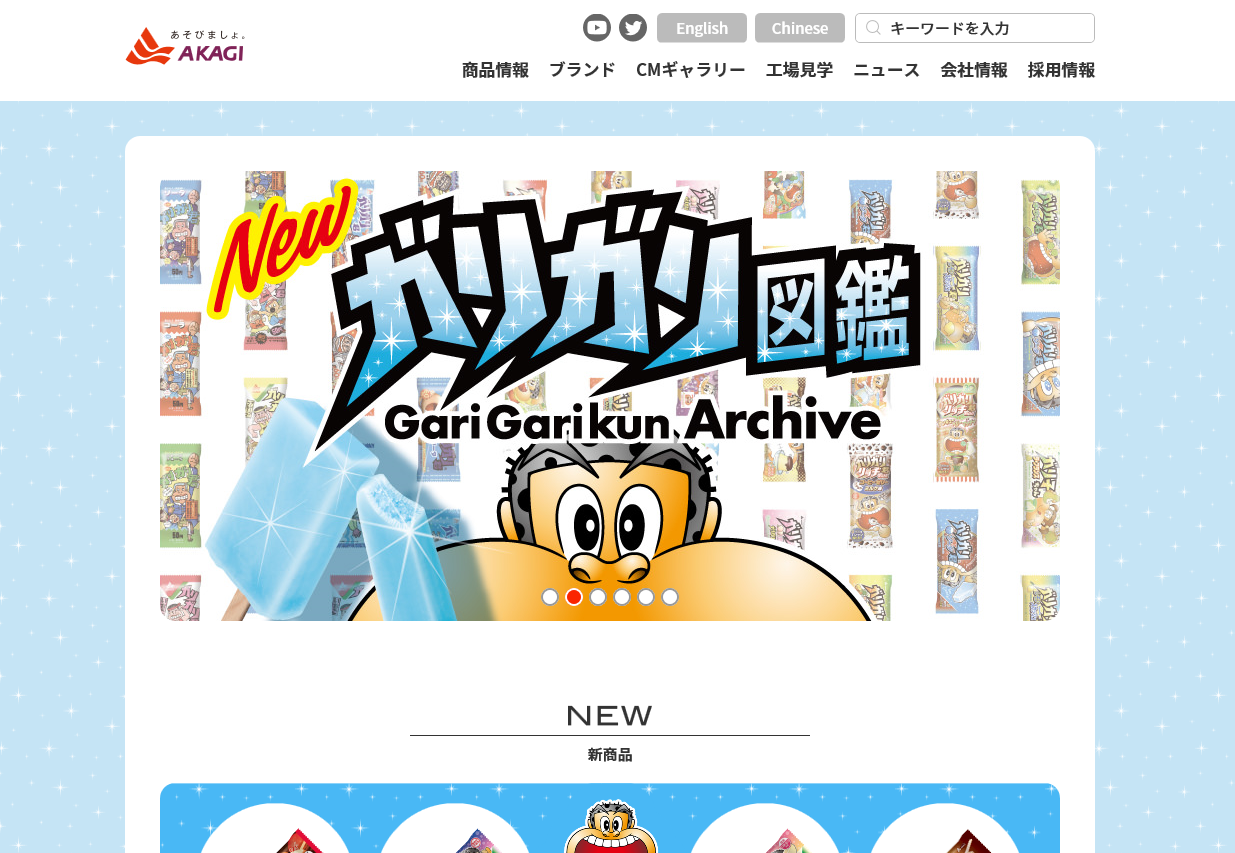 あそびましょ。
AKAGI
English
Chinese
キーワードを入力
商品情報 ブランド CMギャラリー 工場見学 ニュース 会社情報 採用情報
New
ガリガリ図鑑
GariGarikun Archive
NEW
新商品